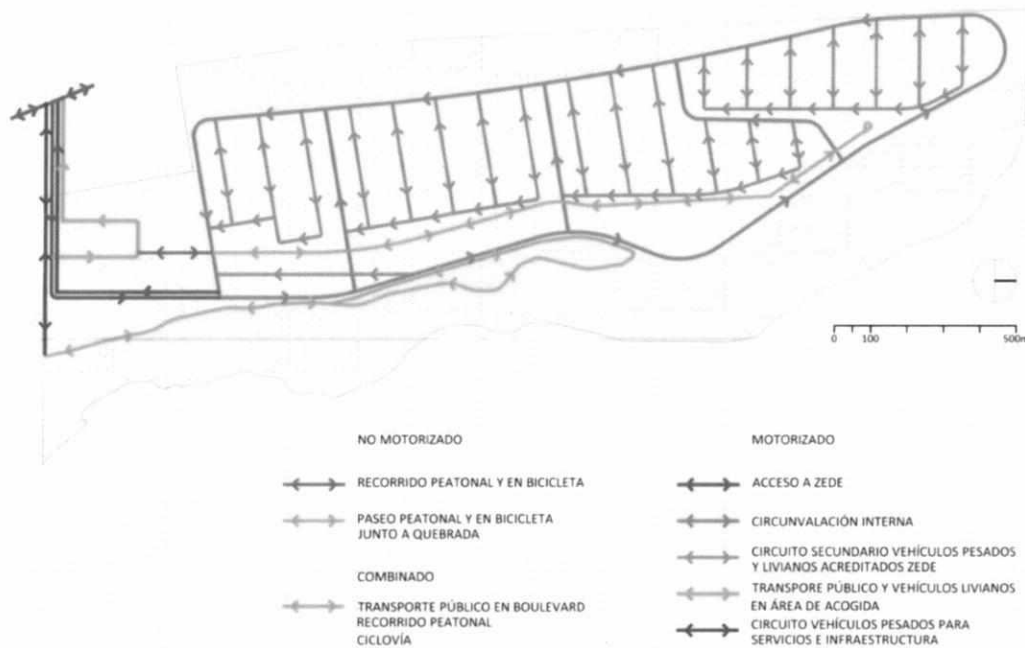 0 100 500m
NO MOTORIZADO
RECORRIDO PEATONAL Y EN BICICLETA
PASEO PEATONAL Y EN BICICLETA
JUNTO A QUEBRADA
COMBINADO
TRANSPORTE PÚBLICO EN BOULEVARD
RECORRIDO PEATONAL
CICLOVÍA
MOTORIZADO
ACCESO A ZEDE
CIRCUNVALACIÓN INTERNA
CIRCUITO SECUNDARIO VEHÍCULOS PESADOS
Y LIVIANOS ACREDITADOS ZEDE
TRANSPORE PÚBLICO Y VEHÍCULOS LIVIANOS
EN ÁREA DE ACOGIDA
CIRCUITO VEHÍCULOS PESADOS PARA
SERVICIOS E INFRAESTRUCTURA